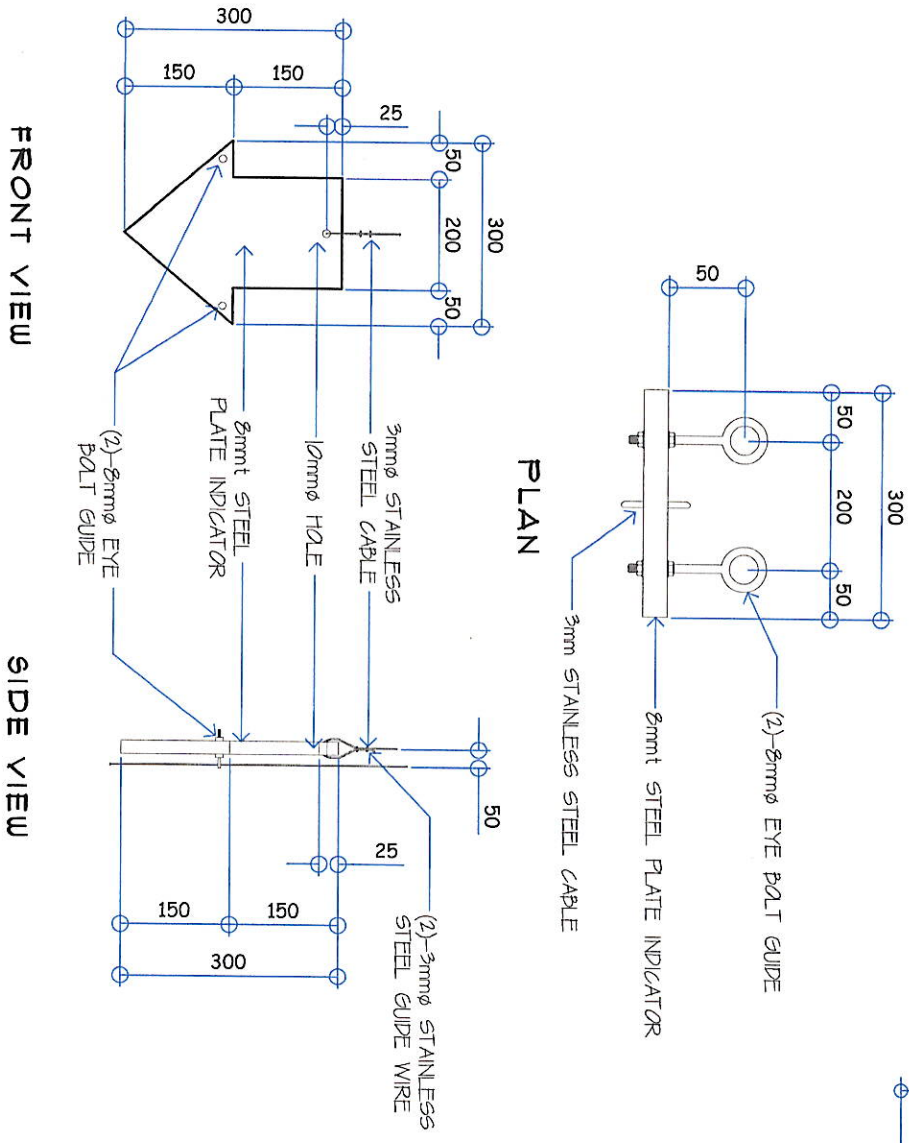 300
150
150
25
50
200
50
300
3mmø STAINLESS
STEEL CABLE
10mmø HOLE
8mmt STEEL
PLATE INDICATOR
(2)-8mmø EYE
BOLT GUIDE
FRONT VIEW
300
50
200
50
50
(2)-8mmø EYE BOLT GUIDE
8mmt STEEL PLATE INDICATOR
3mm STAINLESS STEEL CABLE
PLAN
50
25
150
150
300
(2)-3mmø STAINLESS
STEEL GUIDE WIRE
SIDE VIEW